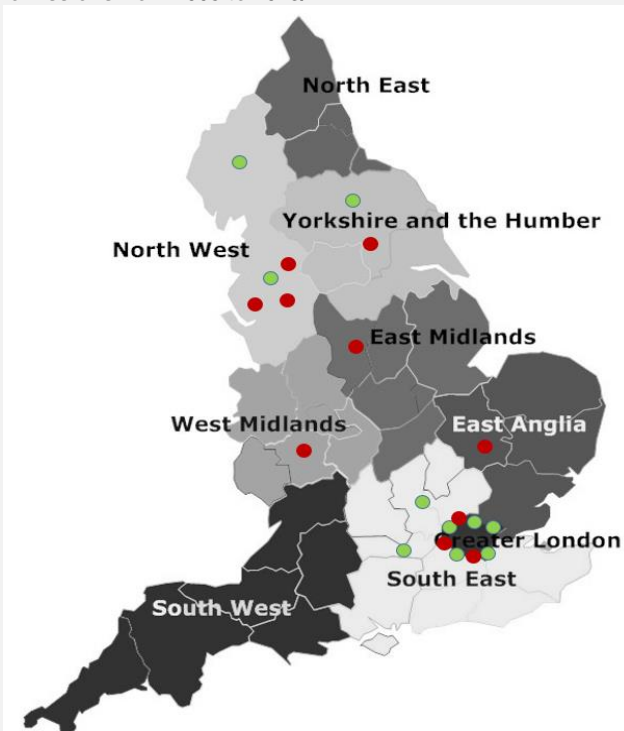 North East
Yorkshire and the Humber
North West
East Midlands
West Midlands
East Anglia
Greater London
South East
South West